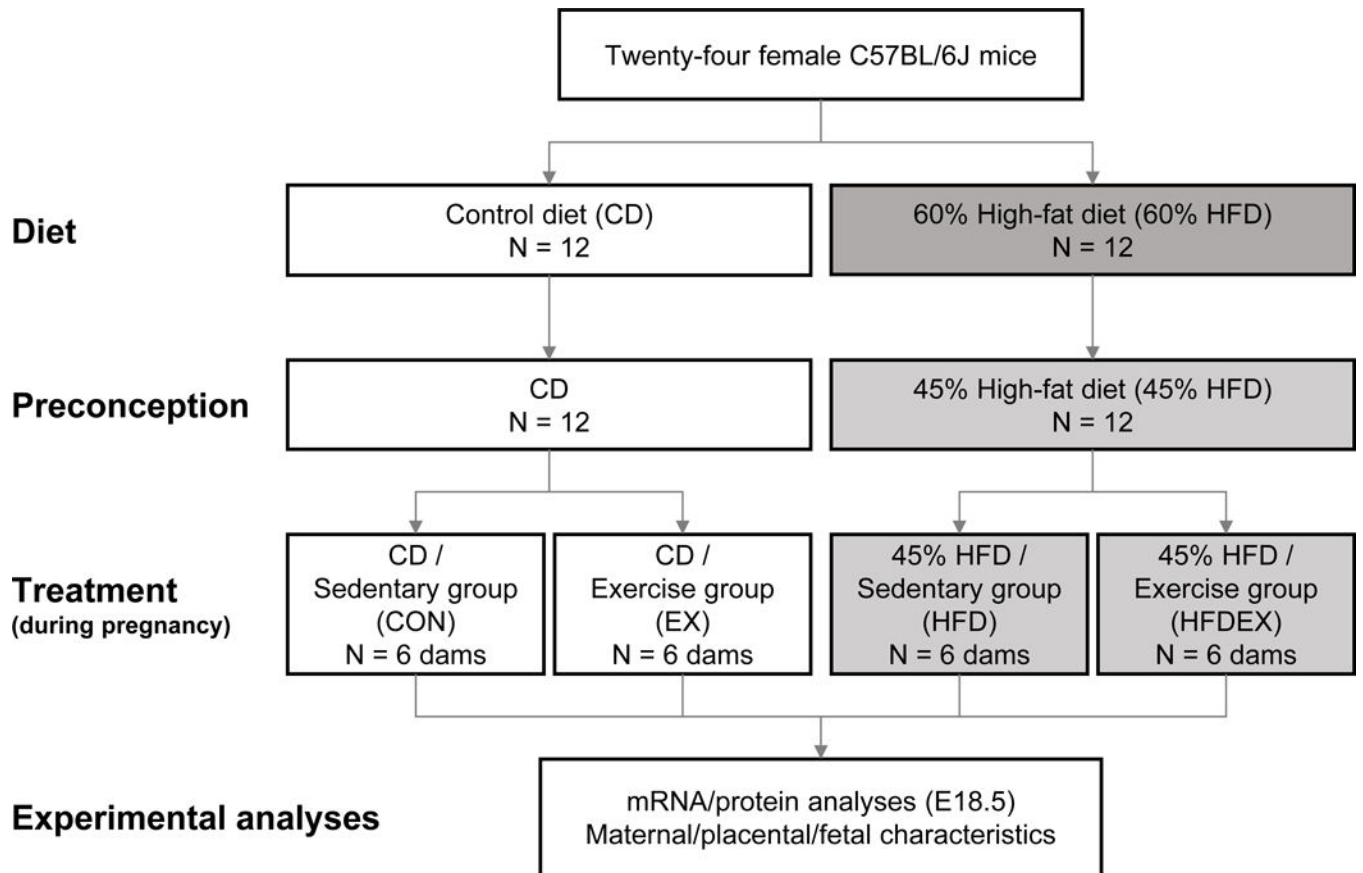 Twenty-four female C57BL/6J mice
Diet
Control diet (CD)
N = 12
60% High-fat diet (60% HFD)
N = 12
Preconception
CD
N = 12
45% High-fat diet (45% HFD)
N = 12
Treatment
(during pregnancy)
CD /
Sedentary group
(CON)
N = 6 dams
CD /
Exercise group
(EX)
N = 6 dams
45% HFD /
Sedentary group
(HFD)
N = 6 dams
45% HFD /
Exercise group
(HFDEX)
N = 6 dams
Experimental analyses
mRNA/protein analyses (E18.5)
Maternal/placental/fetal characteristics